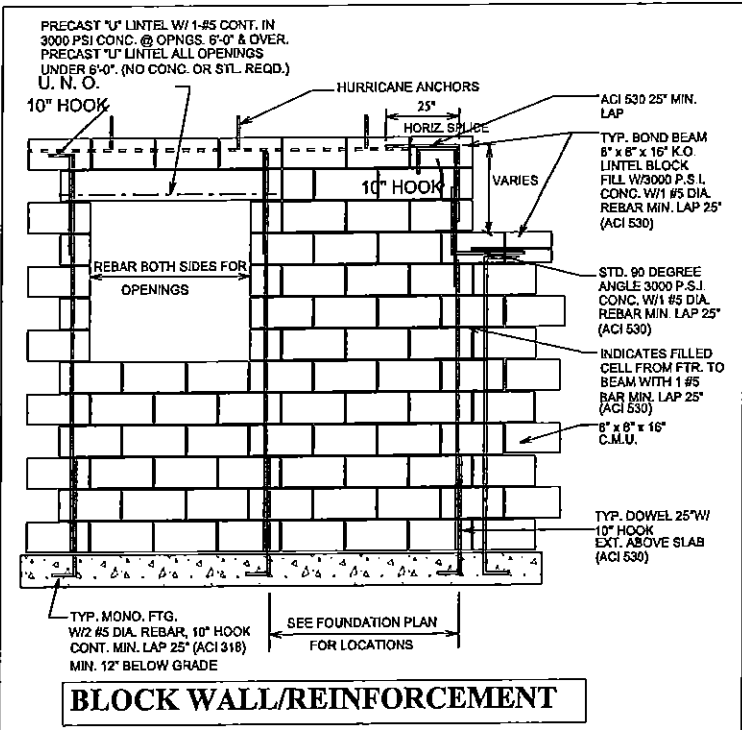 PRECAST "U" LINTEL W/ 1-#5 CONT. IN
3000 PSI CONC. @ OPNGS. 6'-0" & OVER.
PRECAST "U" LINTEL ALL OPENINGS
UNDER 6'-0". (NO CONC. OR STL. REQD.)
U. N. O.
10" HOOK
HURRICANE ANCHORS
25"
HORIZ. SPLICE
ACI 530 25" MIN.
LAP
TYP. BOND BEAM
8" x 8" x 16" K.O.
LINTEL BLOCK
FILL W/3000 P.S.I.
CONC. W/1 #5 DIA.
REBAR MIN. LAP 25"
(ACI 530)
10" HOOK
VARIES
REBAR BOTH SIDES FOR
OPENINGS
STD. 90 DEGREE
ANGLE 3000 P.S.I.
CONC. W/1 #5 DIA.
REBAR MIN. LAP 25"
(ACI 530)
INDICATES FILLED
CELL FROM FTR. TO
BEAM WITH 1 #5
BAR MIN. LAP 25"
(ACI 530)
8" x 8" x 16"
C.M.U.
TYP. DOWEL 25"W/
10" HOOK
EXT. ABOVE SLAB
(ACI 530)
TYP. MONO. FTG.
W/2 #5 DIA. REBAR, 10" HOOK
CONT. MIN. LAP 25" (ACI 318)
MIN. 12" BELOW GRADE
SEE FOUNDATION PLAN
FOR LOCATIONS
BLOCK WALL/REINFORCEMENT